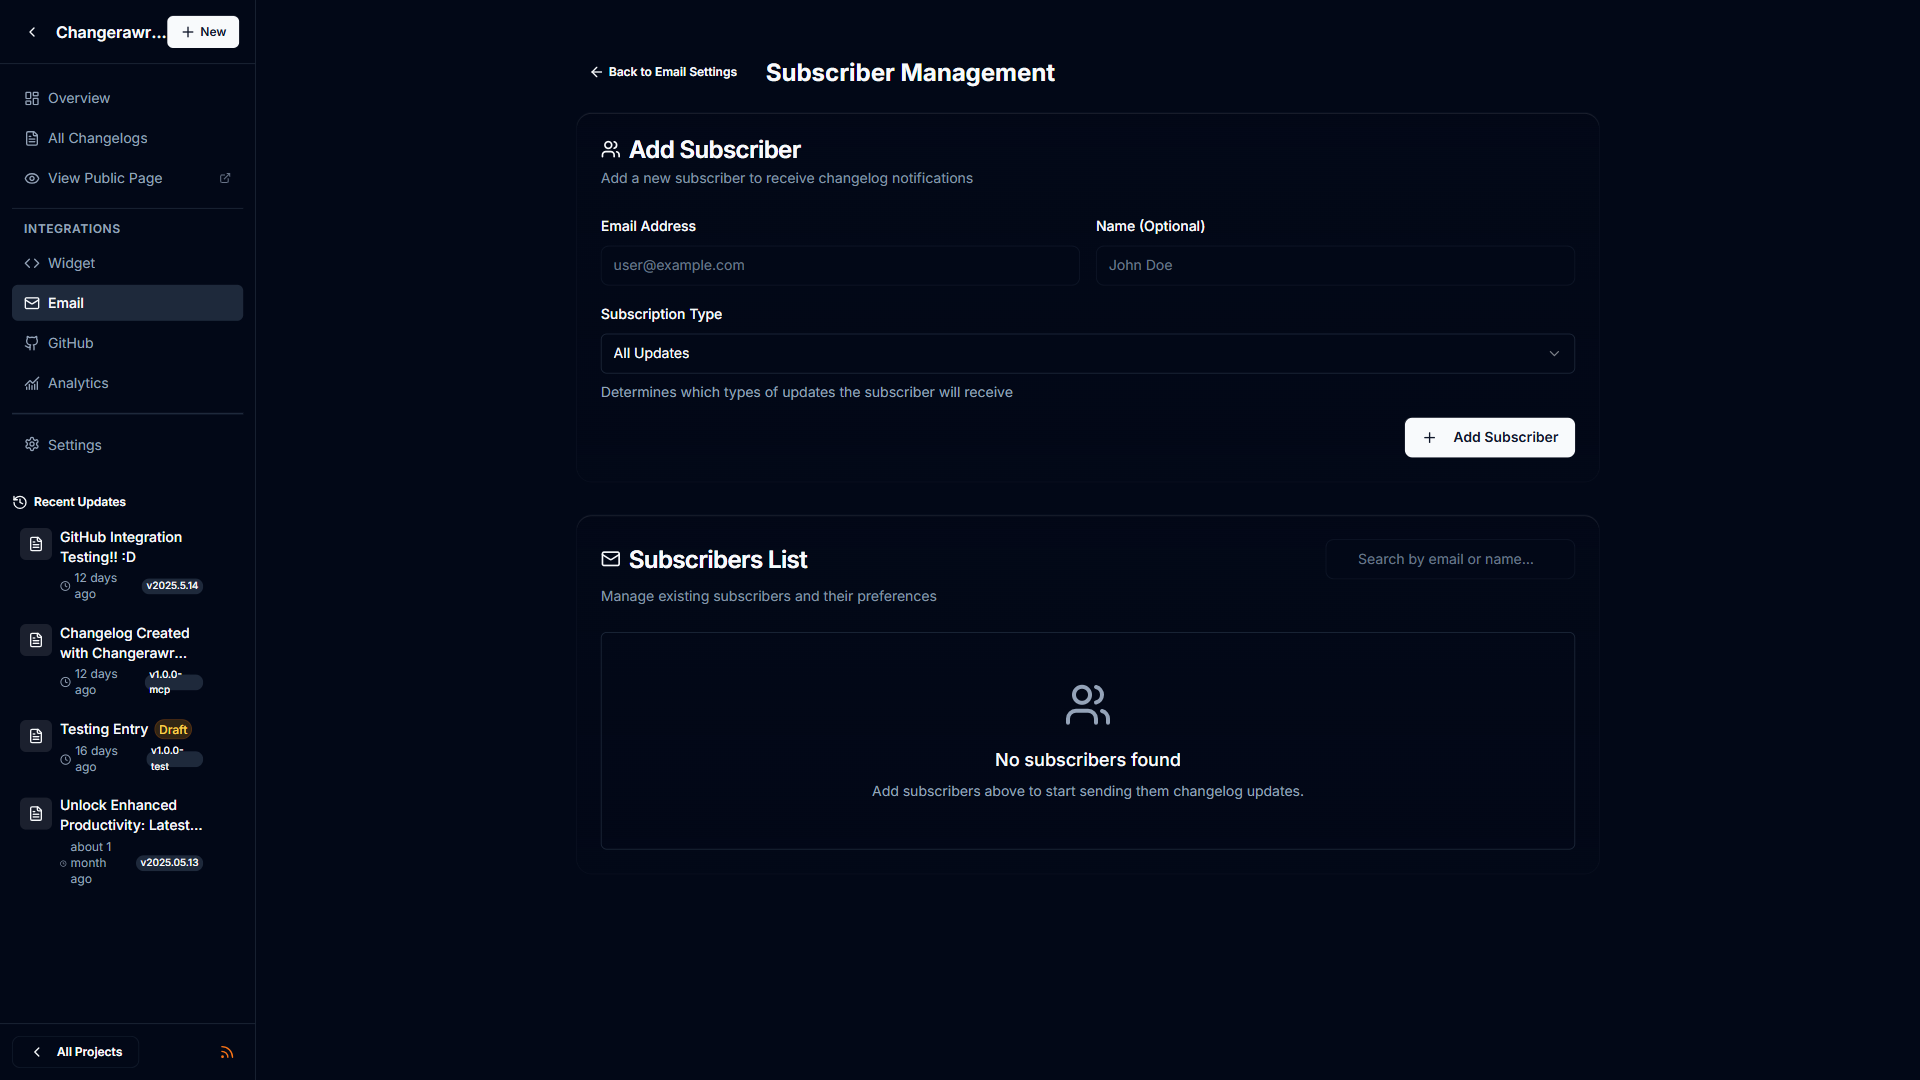 Changerawr...
New
Overview
All Changelogs
View Public Page
INTEGRATIONS
Widget
Email
GitHub
Analytics
Settings
Recent Updates
GitHub Integration
Testing!! :D
12 days
ago
v2025.5.14
Changelog Created
with Changerawr...
12 days
ago
v1.0.0-
mcp
Testing Entry Draft
16 days
ago
v1.0.0-
test
Unlock Enhanced
Productivity: Latest...
about 1
month
ago
v2025.05.13
All Projects
Back to Email Settings
Subscriber Management
Add Subscriber
Add a new subscriber to receive changelog notifications
Email Address
user@example.com
Name (Optional)
John Doe
Subscription Type
All Updates
Determines which types of updates the subscriber will receive
Add Subscriber
Subscribers List
Search by email or name...
Manage existing subscribers and their preferences
No subscribers found
Add subscribers above to start sending them changelog updates.